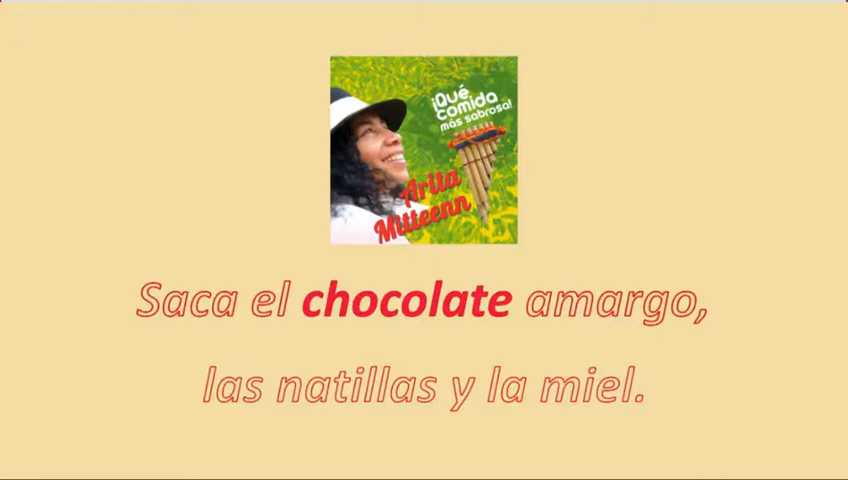 ¡Qué
comida
más sabrosa!
Arita
Mitteenn
Saca el chocolate amargo,
las natillas y la miel.